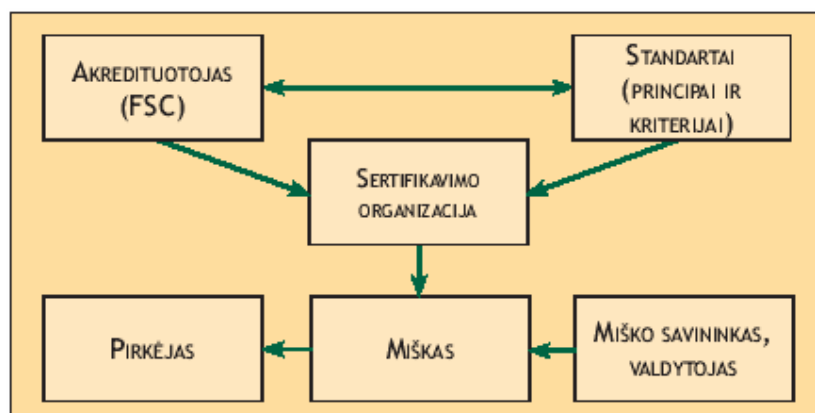 Akredituotojas
(FSC)
Standartai
(principai ir
kriterijai)
Sertifikavimo
organizacija
Pirkėjas
Miškas
Miško savininkas,
valdytojas